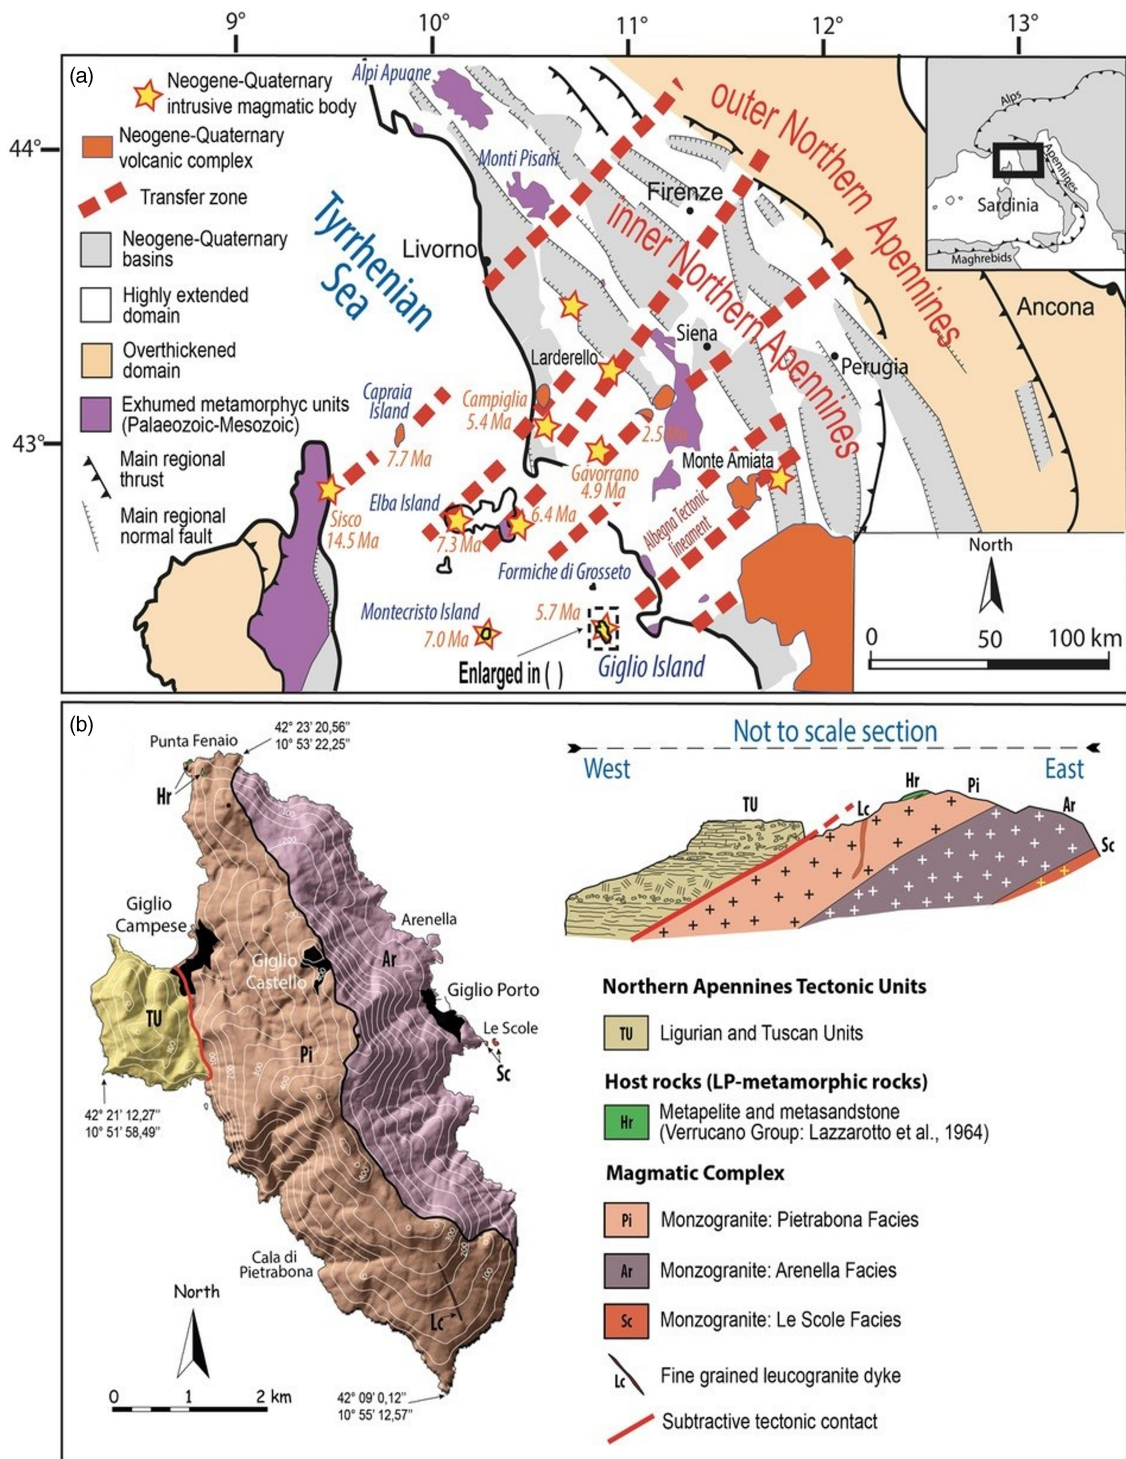 9°
10°
11°
12°
13°
44°
43°
(a)
Neogene-Quaternary
intrusive magmatic body
Neogene-Quaternary
volcanic complex
Transfer zone
Neogene-Quaternary
basins
Highly extended
domain
Overthickened
domain
Exhumed metamorphyc units
(Palaeozoic-Mesozoic)
Main regional
thrust
Main regional
normal fault
Alpi Apuane
Monti Pisani
Tyrrhenian
Sea
Livorno
Firenze
outer Northern Apennines
inner Northern Apennines
Alps
Apennines
Sardinia
Maghrebids
Ancona
Siena
Perugia
Larderello
Capraia
Island
7.7 Ma
Campiglia
5.4 Ma
2.5 Ma
Gavorrano
4.9 Ma
Monte Amiata
Sisco
14.5 Ma
Elba Island
7.3 Ma
6.4 Ma
Albegna Tectonic
lineament
Formiche di Grosseto
Montecristo Island
7.0 Ma
5.7 Ma
Enlarged in ( )
Giglio Island
North
0
50
100 km
(b)
Punta Fenaio
42° 23' 20,56"
10° 53' 22,25"
Hr
Giglio
Campese
Arenella
Giglio
Castello
Ar
Giglio Porto
Le Scole
Sc
TU
Pi
42° 21' 12,27"
10° 51' 58,49"
Cala di
Pietrabona
Lc
North
0
2 km
42° 09' 0,12"
10° 55' 12,57"
100
200
300
400
300
200
100
Not to scale section
West
East
TU
Lc
Hr
Pi
Ar
Sc
Northern Apennines Tectonic Units
TU
Ligurian and Tuscan Units
Host rocks (LP-metamorphic rocks)
Hr
Metapelite and metasandstone
(Verrucano Group: Lazzarotto et al., 1964)
Magmatic Complex
Pi
Monzogranite: Pietrabona Facies
Ar
Monzogranite: Arenella Facies
Sc
Monzogranite: Le Scole Facies
Lc
Fine grained leucogranite dyke
Subtractive tectonic contact